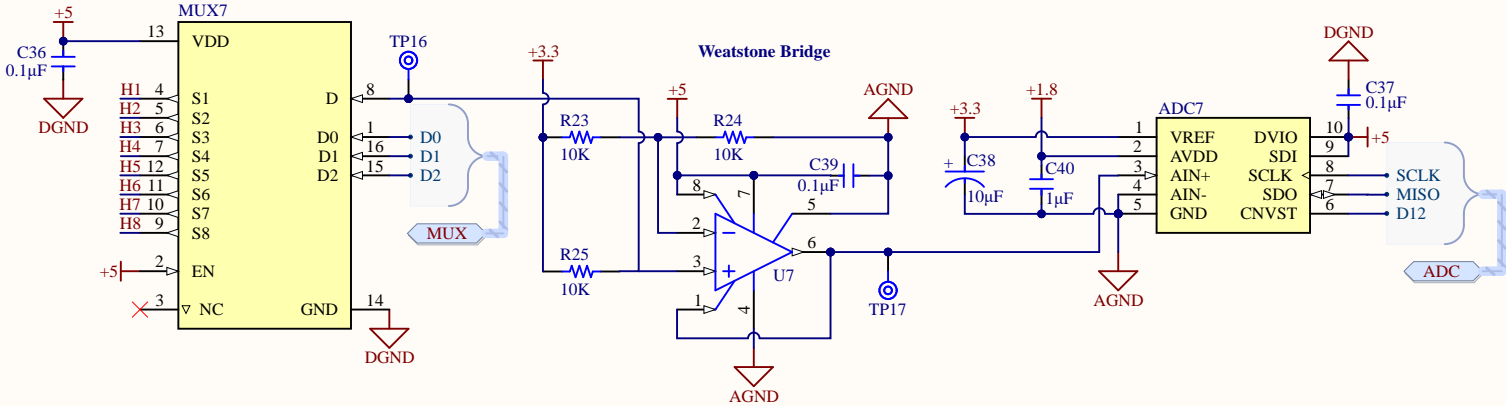 MUX7
+5
13
VDD
C36
0.1µF
DGND
H1 4 S1
H2 5 S2
H3 6 S3
H4 7 S4
H5 12 S5
H6 11 S6
H7 10 S7
H8 9 S8
+5 2 EN
3 NC
D 8
TP16
D0 1 D0
D1 16 D1
D2 15 D2
MUX
GND 14
DGND
Weatstone Bridge
+3.3
R23
10K
R24
10K
R25
10K
+5
AGND
C39
0.1µF
8
7
5
2
3
1
4
6
U7
AGND
TP17
+3.3
+1.8
C38
+
10µF
C40
1µF
AGND
DGND
C37
0.1µF
+5
ADC7
1 VREF DVIO 10
2 AVDD SDI 9
3 AIN+ SCLK 8 SCLK
4 AIN- SDO 7 MISO
5 GND CNVST 6 D12
ADC